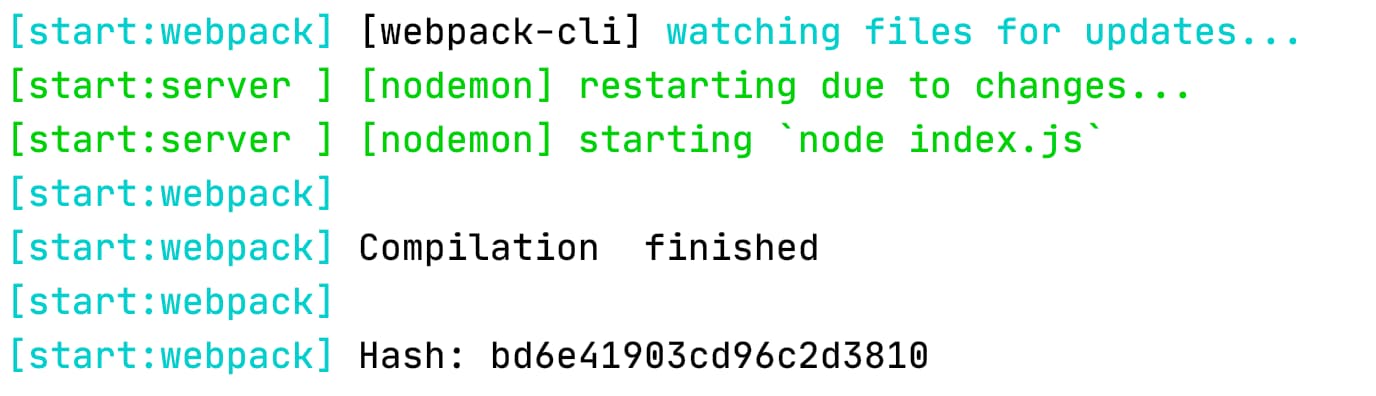 [start:webpack] [webpack-cli] watching files for updates...
[start:server ] [nodemon] restarting due to changes...
[start:server ] [nodemon] starting `node index.js`
[start:webpack]
[start:webpack] Compilation  finished
[start:webpack]
[start:webpack] Hash: bd6e41903cd96c2d3810